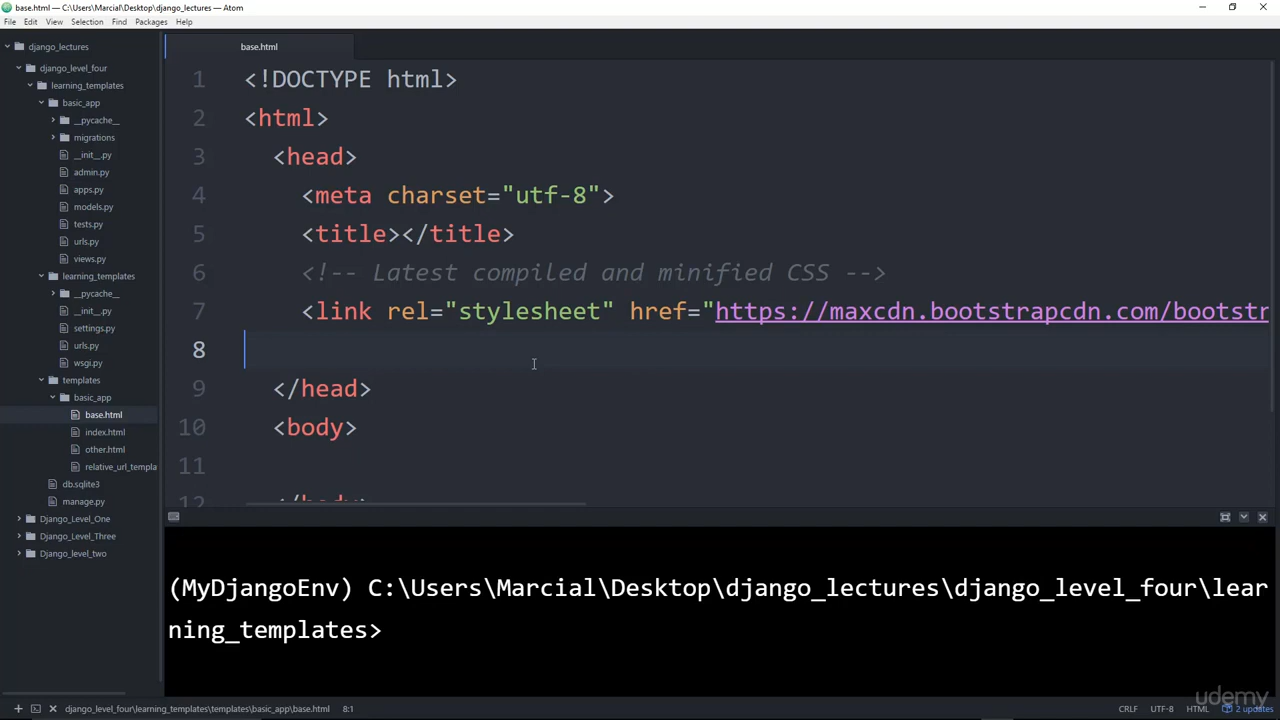 base.html — C:\Users\Marcial\Desktop\django_lectures — Atom
File Edit View Selection Find Packages Help
django_lectures
django_level_four
learning_templates
basic_app
__pycache__
migrations
__init__.py
admin.py
apps.py
models.py
tests.py
urls.py
views.py
learning_templates
__pycache__
__init__.py
settings.py
urls.py
wsgi.py
templates
basic_app
base.html
index.html
other.html
relative_url_templa
db.sqlite3
manage.py
Django_Level_One
Django_Level_Three
Django_level_two
base.html
1 <!DOCTYPE html>
2 <html>
3 <head>
4 <meta charset="utf-8">
5 <title></title>
6 <!-- Latest compiled and minified CSS -->
7 <link rel="stylesheet" href="https://maxcdn.bootstrapcdn.com/bootstr
8
9 </head>
10 <body>
11
12 </body>
(MyDjangoEnv) C:\Users\Marcial\Desktop\django_lectures\django_level_four\lear
ning_templates>
udemy
django_level_four\learning_templates\templates\basic_app\base.html 8:1 CRLF UTF-8 HTML 2 updates